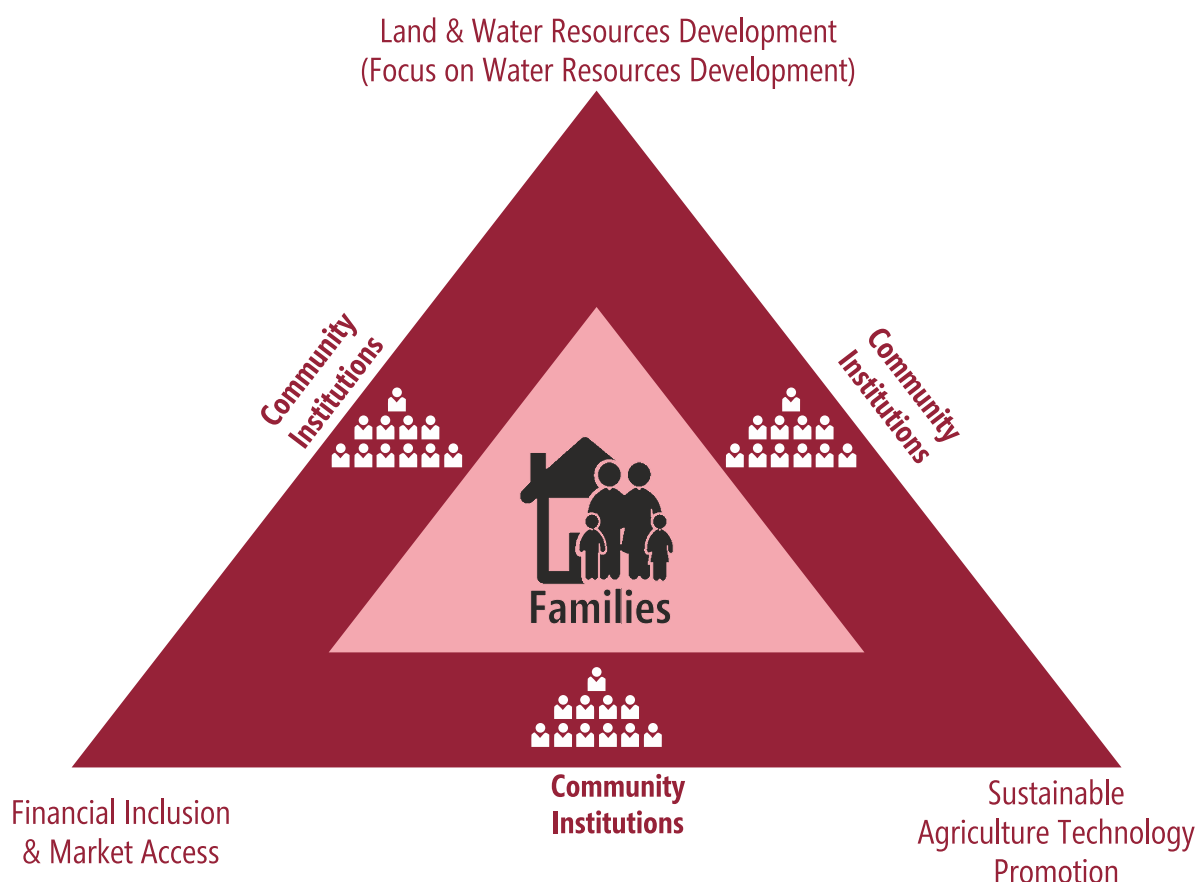 Land & Water Resources Development
(Focus on Water Resources Development)
Community
Institutions
Community
Institutions
Families
Community
Institutions
Financial Inclusion
& Market Access
Sustainable
Agriculture Technology
Promotion